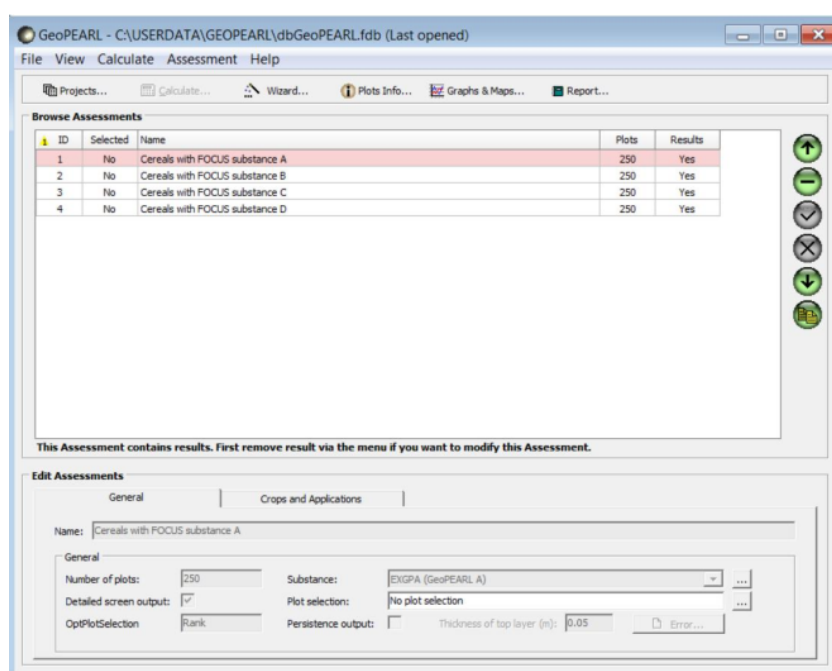 GeoPEARL - C:\USERDATA\GEOPEARL\dbGeoPEARL.fdb (Last opened)
File View Calculate Assessment Help
Projects... Calculate... Wizard... Plots Info... Graphs & Maps... Report...
Browse Assessments
1 ID Selected Name Plots Results
1 No Cereals with FOCUS substance A 250 Yes
2 No Cereals with FOCUS substance B 250 Yes
3 No Cereals with FOCUS substance C 250 Yes
4 No Cereals with FOCUS substance D 250 Yes
This Assessment contains results. First remove result via the menu if you want to modify this Assessment.
Edit Assessments
General Crops and Applications
Name: Cereals with FOCUS substance A
General
Number of plots: 250 Substance: EXGPA (GeoPEARL A) ...
Detailed screen output: Plot selection: No plot selection ...
OptPlotSelection Rank Persistence output: Thickness of top layer (m): 0.05 Error...